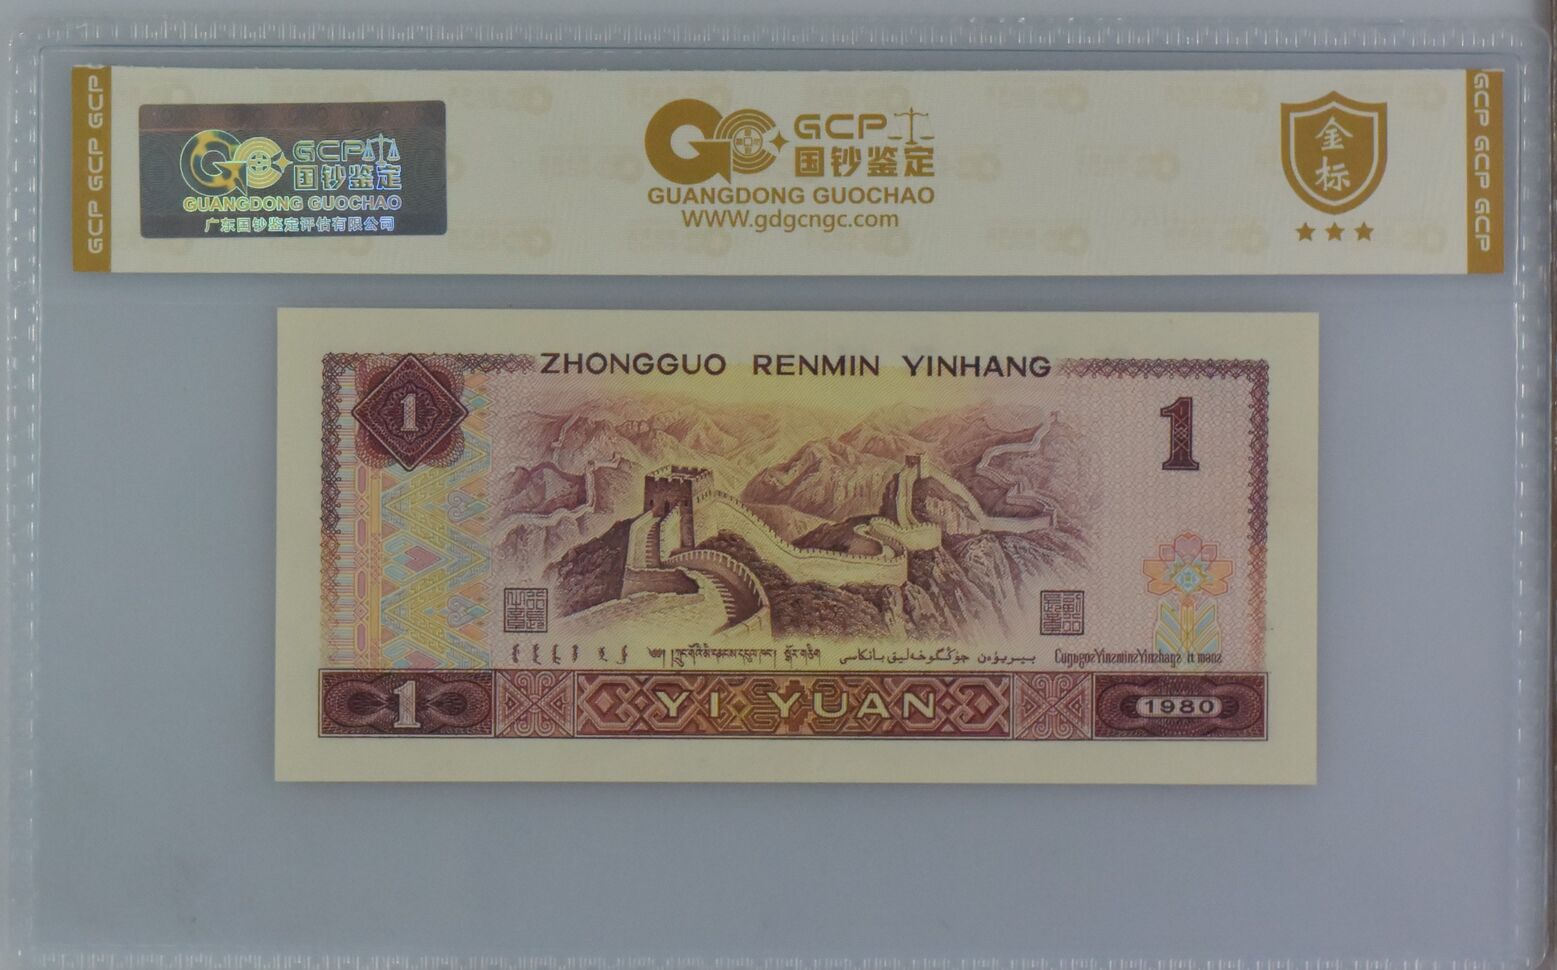 GCP GCP GCP
GCP
国钞鉴定
GUANGDONG GUOCHAO
广东国钞鉴定评估有限公司
GCP
国钞鉴定
GUANGDONG GUOCHAO
WWW.gdgcngc.com
金标
GCP GCP GCP
ZHONGGUO RENMIN YINHANG
1
1
1
YI YUAN
1980